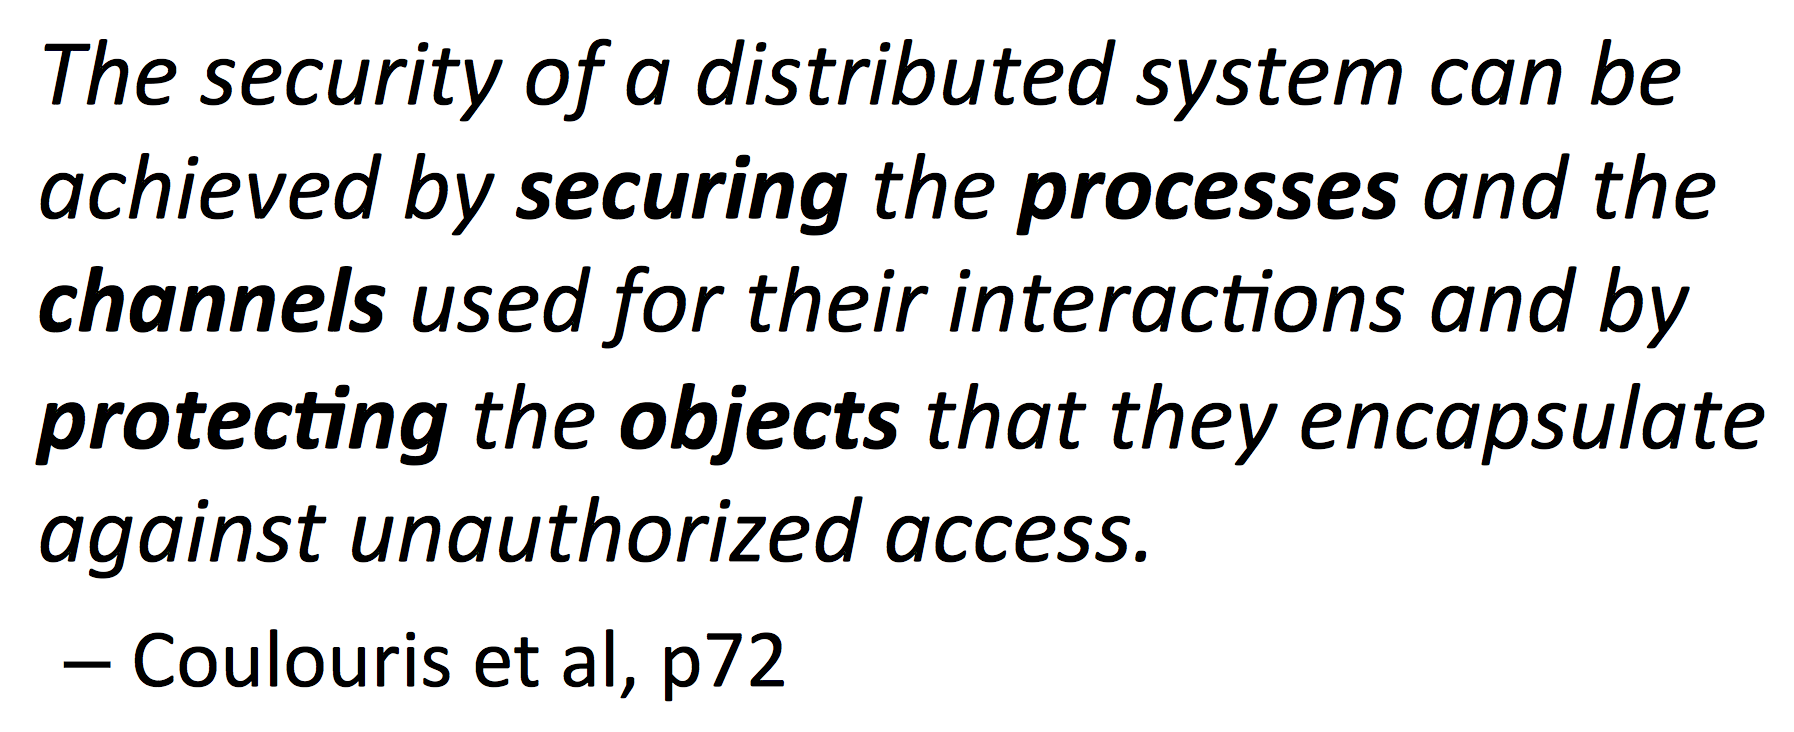 The security of a distributed system can be
achieved by securing the processes and the
channels used for their interactions and by
protecting the objects that they encapsulate
against unauthorized access.
– Coulouris et al, p72